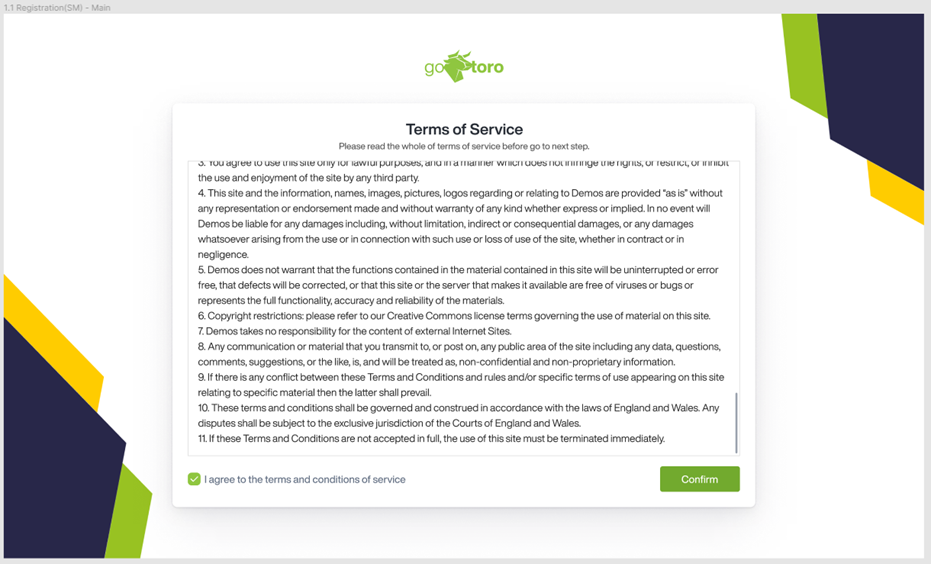 1.1 Registration(SM) - Main
go toro
Terms of Service
Please read the whole of terms of service before go to next step.
3. You agree to use this site only for lawful purposes, and in a manner which does not infringe the rights, or restrict, or inhibit
the use and enjoyment of the site by any third party.
4. This site and the information, names, images, pictures, logos regarding or relating to Demos are provided “as is” without
any representation or endorsement made and without warranty of any kind whether express or implied. In no event will
Demos be liable for any damages including, without limitation, indirect or consequential damages, or any damages
whatsoever arising from the use or in connection with such use or loss of use of the site, whether in contract or in
negligence.
5. Demos does not warrant that the functions contained in the material contained in this site will be uninterrupted or error
free, that defects will be corrected, or that this site or the server that makes it available are free of viruses or bugs or
represents the full functionality, accuracy and reliability of the materials.
6. Copyright restrictions: please refer to our Creative Commons license terms governing the use of material on this site.
7. Demos takes no responsibility for the content of external Internet Sites.
8. Any communication or material that you transmit to, or post on, any public area of the site including any data, questions,
comments, suggestions, or the like, is, and will be treated as, non-confidential and non-proprietary information.
9. If there is any conflict between these Terms and Conditions and rules and/or specific terms of use appearing on this site
relating to specific material then the latter shall prevail.
10. These terms and conditions shall be governed and construed in accordance with the laws of England and Wales. Any
disputes shall be subject to the exclusive jurisdiction of the Courts of England and Wales.
11. If these Terms and Conditions are not accepted in full, the use of this site must be terminated immediately.
I agree to the terms and conditions of service
Confirm